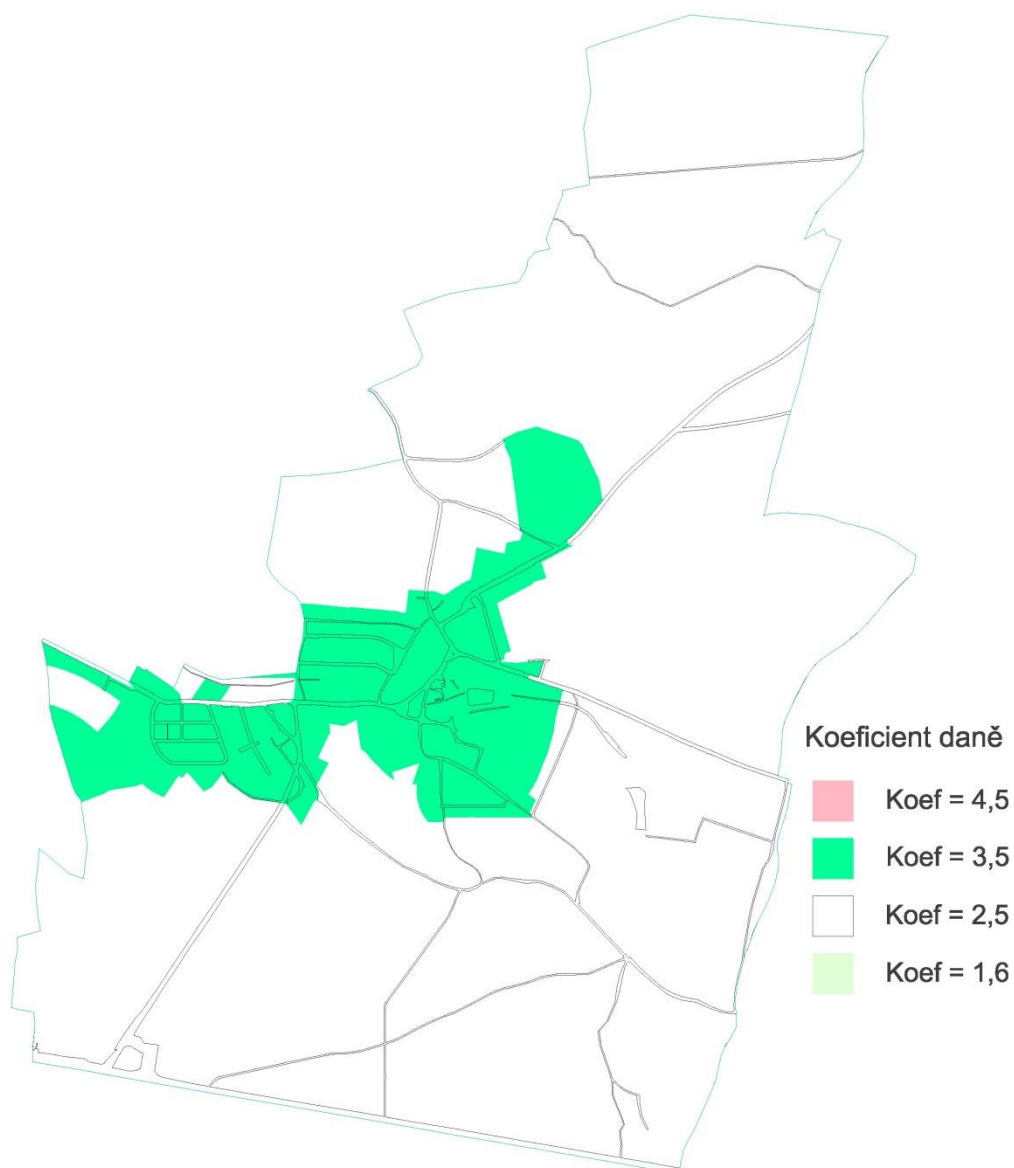 Koeficient daně
Koef = 4,5
Koef = 3,5
Koef = 2,5
Koef = 1,6